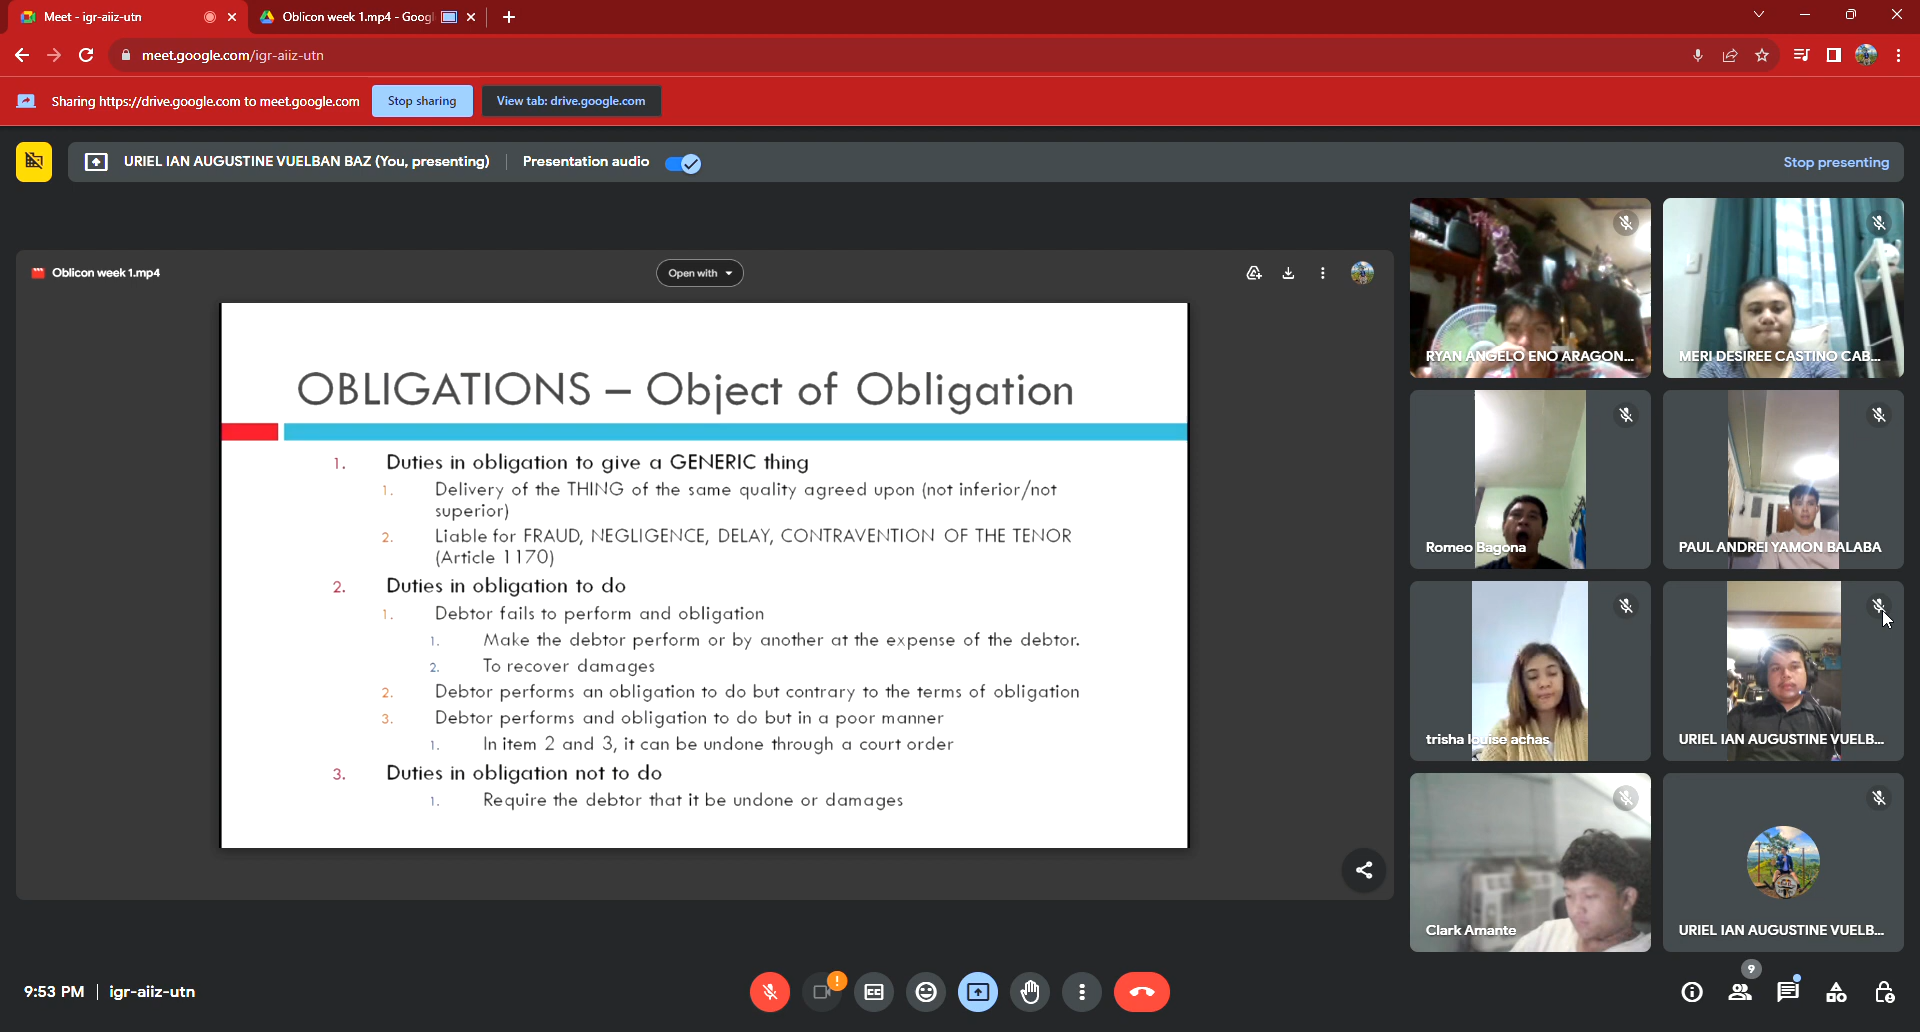 Meet - igr-aiiz-utn
Oblicon week 1.mp4 - Googl
meet.google.com/igr-aiiz-utn
Sharing https://drive.google.com to meet.google.com
Stop sharing
View tab: drive.google.com
URIEL IAN AUGUSTINE VUELBAN BAZ (You, presenting)
Presentation audio
Stop presenting
Oblicon week 1.mp4
Open with
OBLIGATIONS – Object of Obligation
1. Duties in obligation to give a GENERIC thing
1. Delivery of the THING of the same quality agreed upon (not inferior/not
superior)
2. Liable for FRAUD, NEGLIGENCE, DELAY, CONTRAVENTION OF THE TENOR
(Article 1170)
2. Duties in obligation to do
1. Debtor fails to perform and obligation
1. Make the debtor perform or by another at the expense of the debtor.
2. To recover damages
2. Debtor performs an obligation to do but contrary to the terms of obligation
3. Debtor performs and obligation to do but in a poor manner
1. In item 2 and 3, it can be undone through a court order
3. Duties in obligation not to do
1. Require the debtor that it be undone or damages
RYAN ANGELO ENO ARAGON...
MERI DESIREE CASTINO CAB...
Romeo Bagona
PAUL ANDREI YAMON BALABA
trisha louise achas
URIEL IAN AUGUSTINE VUELB...
Clark Amante
URIEL IAN AUGUSTINE VUELB...
9:53 PM | igr-aiiz-utn
!
CC
9